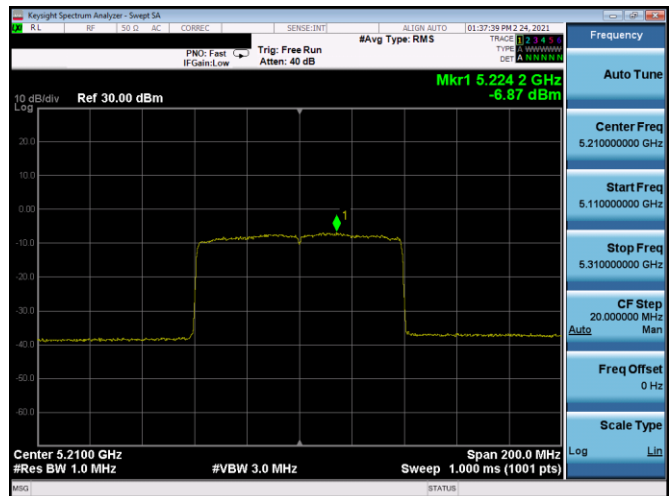 Keysight Spectrum Analyzer - Swept SA
RL RF 50 Ω AC CORREC SENSE:INT ALIGN AUTO 01:37:39 PM 2 24, 2021
#Avg Type: RMS
TRACE 1 2 3 4 5 6
TYPE A WWWWW
DET A N N N N N
PNO: Fast
IFGain:Low
Trig: Free Run
Atten: 40 dB
Mkr1 5.224 2 GHz
-6.87 dBm
10 dB/div Ref 30.00 dBm
Log
20.0
10.0
0.00
1
-10.0
-20.0
-30.0
-40.0
-50.0
-60.0
Center 5.2100 GHz Span 200.0 MHz
#Res BW 1.0 MHz #VBW 3.0 MHz Sweep 1.000 ms (1001 pts)
MSG STATUS
Frequency
Auto Tune
Center Freq
5.210000000 GHz
Start Freq
5.110000000 GHz
Stop Freq
5.310000000 GHz
CF Step
20.000000 MHz
Auto Man
Freq Offset
0 Hz
Scale Type
Log Lin